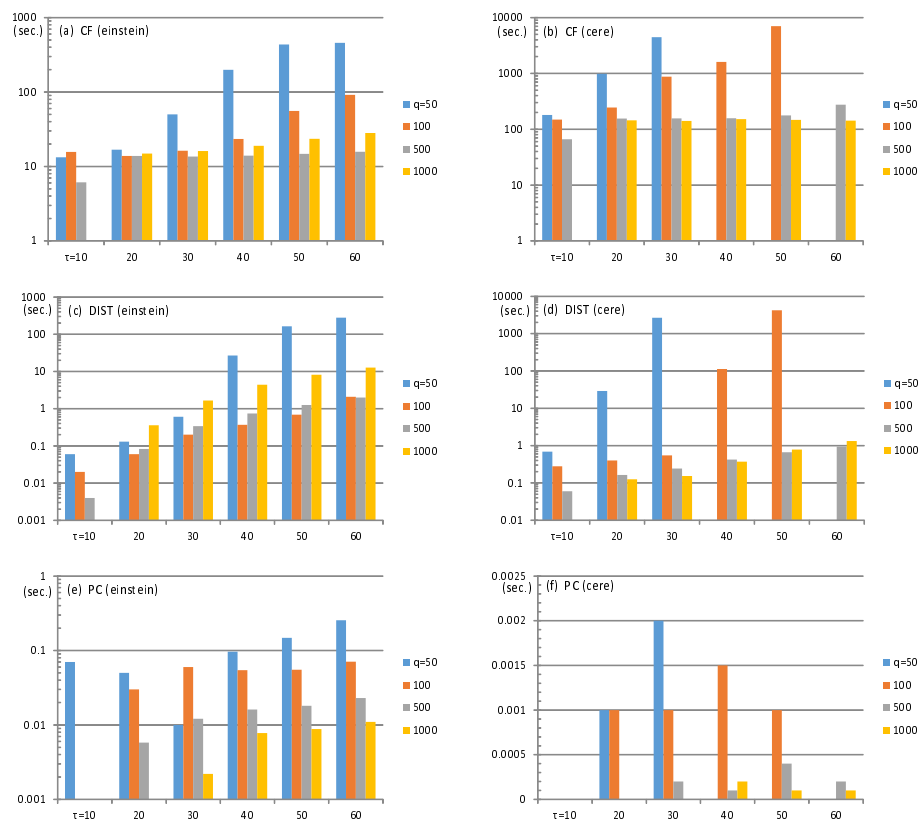 1000
(sec.)
(a) CF (einstein)
100
10
1
τ=10 20 30 40 50 60
q=50
100
500
1000
10000
(sec.)
(b) CF (cere)
1000
100
10
1
τ=10 20 30 40 50 60
q=50
100
500
1000
1000
(sec.)
(c) DIST (einstein)
100
10
1
0.1
0.01
0.001
τ=10 20 30 40 50 60
q=50
100
500
1000
10000
(sec.)
(d) DIST (cere)
1000
100
10
1
0.1
0.01
τ=10 20 30 40 50 60
q=50
100
500
1000
1
(sec.)
(e) PC (einstein)
0.1
0.01
0.001
τ=10 20 30 40 50 60
q=50
100
500
1000
0.0025
(sec.)
(f) PC (cere)
0.002
0.0015
0.001
0.0005
0
τ=10 20 30 40 50 60
q=50
100
500
1000